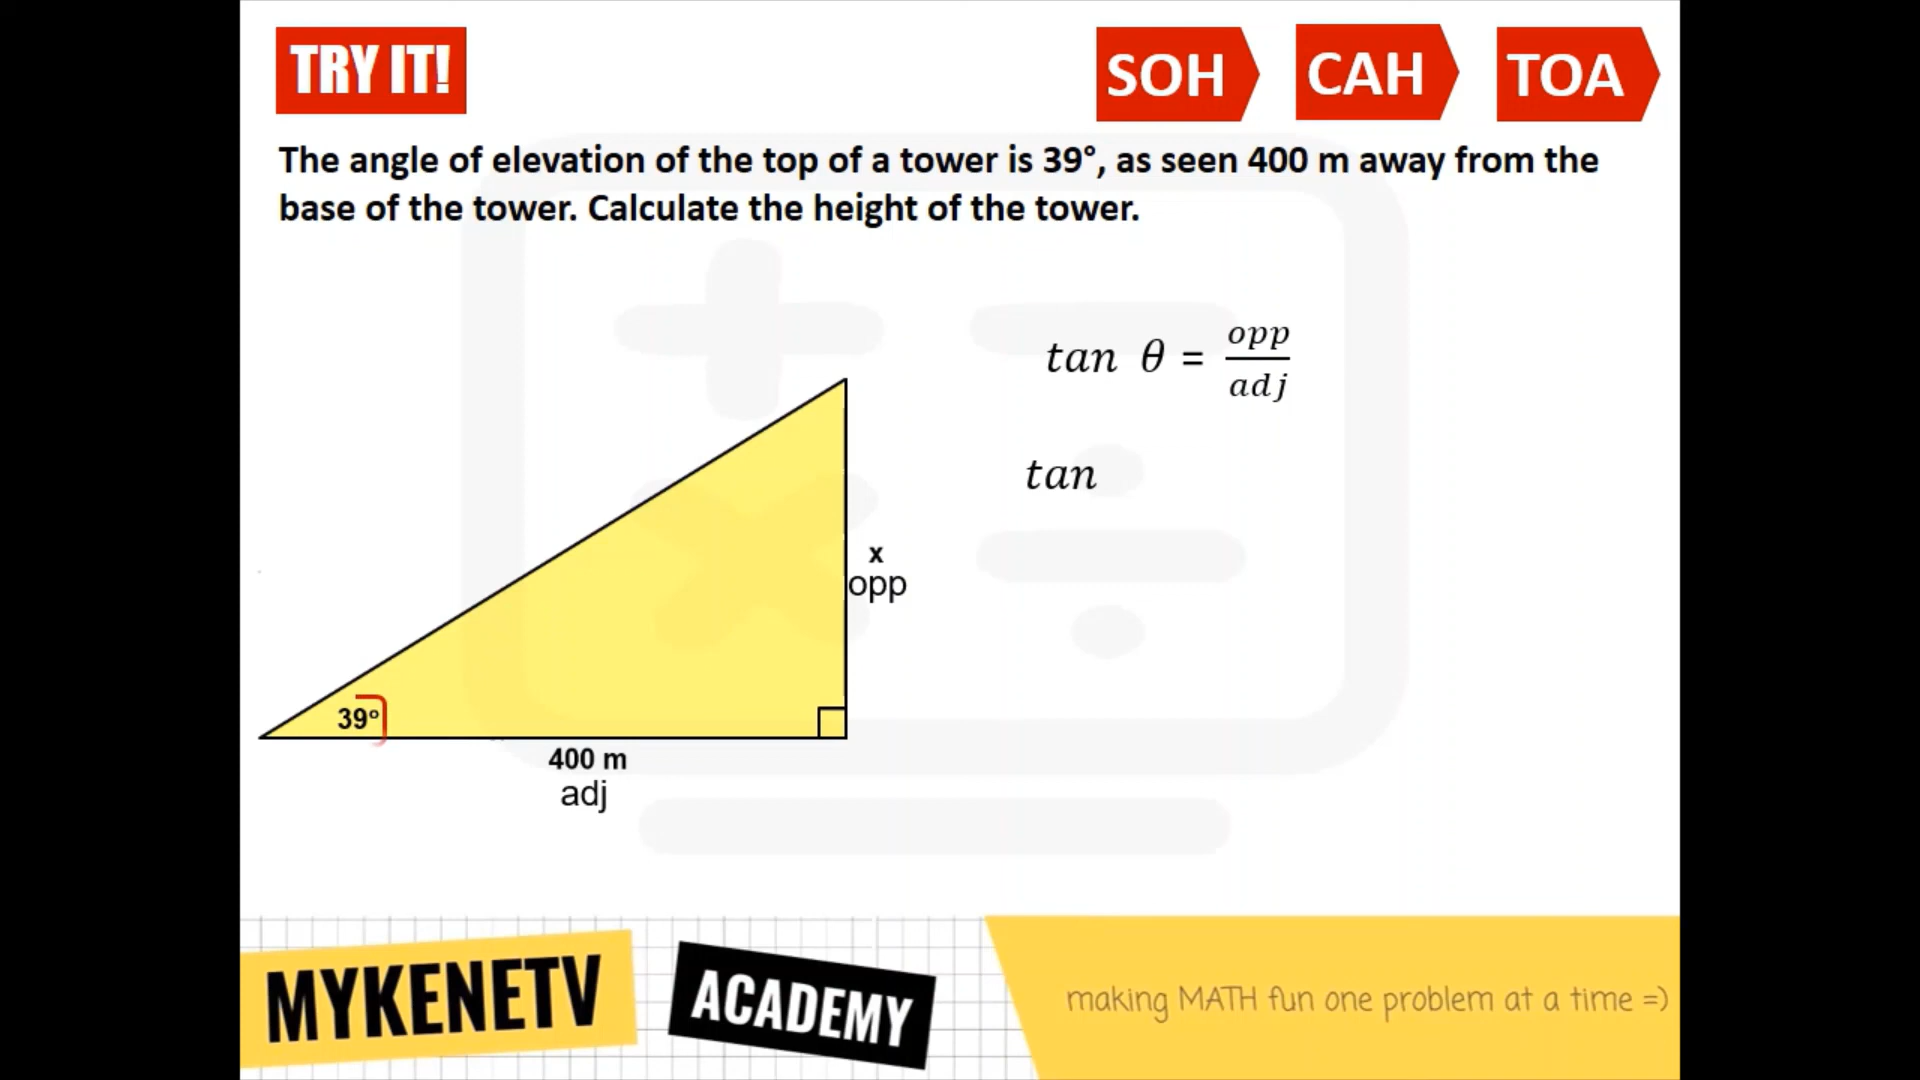 TRY IT!
SOH CAH TOA
The angle of elevation of the top of a tower is 39°, as seen 400 m away from the
base of the tower. Calculate the height of the tower.
tan θ = opp/adj
tan
x
opp
39°
400 m
adj
MYKENETV ACADEMY
making MATH fun one problem at a time =)